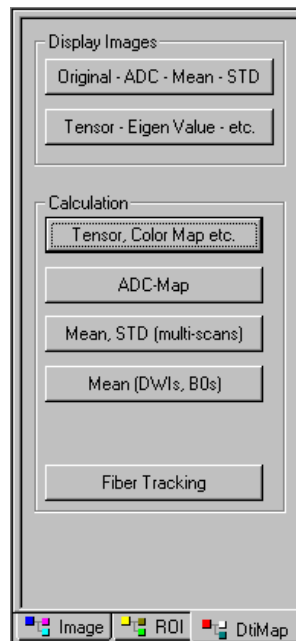 Display Images
Original - ADC - Mean - STD
Tensor - Eigen Value - etc.
Calculation
Tensor, Color Map etc.
ADC-Map
Mean, STD (multi-scans)
Mean (DWIs, B0s)
Fiber Tracking
Image ROI DtiMap